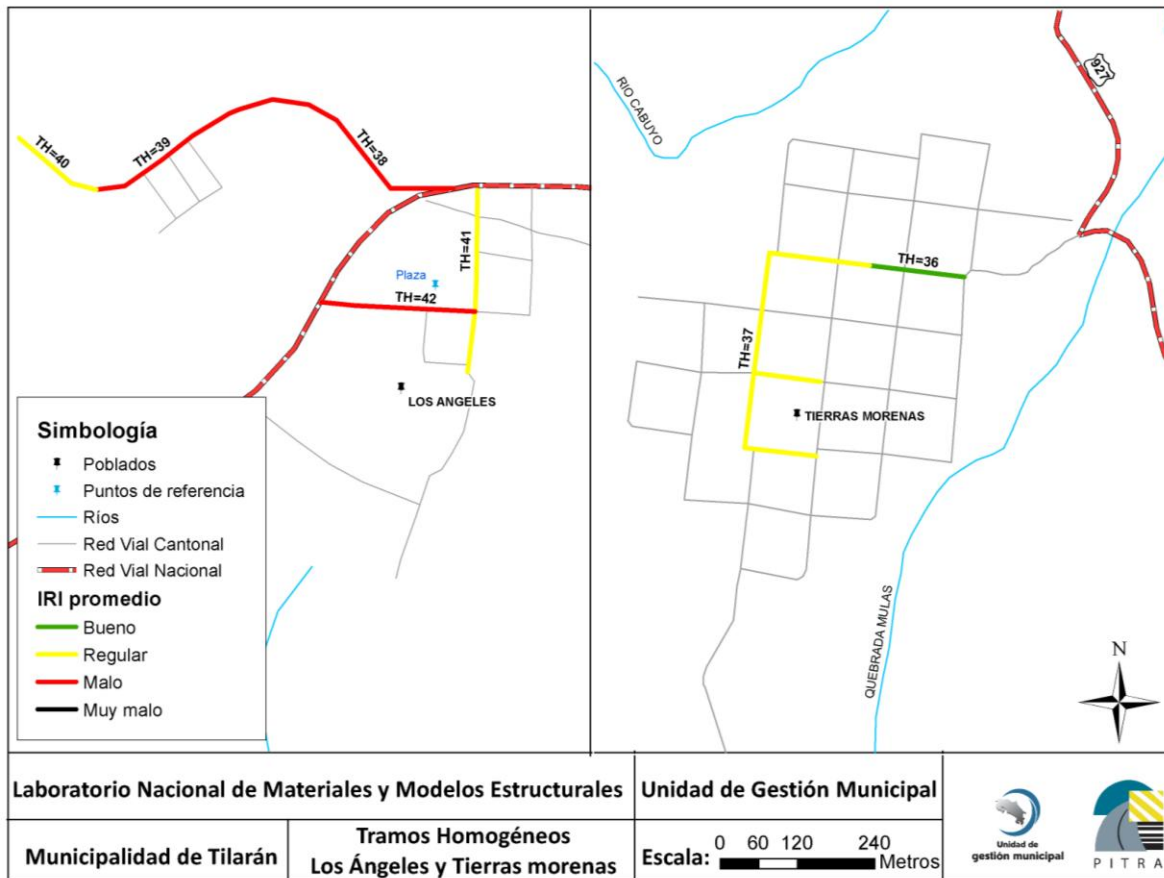 TH=40
TH=39
TH=38
TH=41
Plaza
TH=42
LOS ANGELES
Simbología
Poblados
Puntos de referencia
Ríos
Red Vial Cantonal
Red Vial Nacional
IRI promedio
Bueno
Regular
Malo
Muy malo
RIO CABUYO
927
TH=36
TH=37
TIERRAS MORENAS
QUEBRADA MULAS
N
Laboratorio Nacional de Materiales y Modelos Estructurales
Unidad de Gestión Municipal
Municipalidad de Tilarán
Tramos Homogéneos
Los Ángeles y Tierras morenas
Escala:
0 60 120 240
Metros
Unidad de
gestión municipal
PITRA